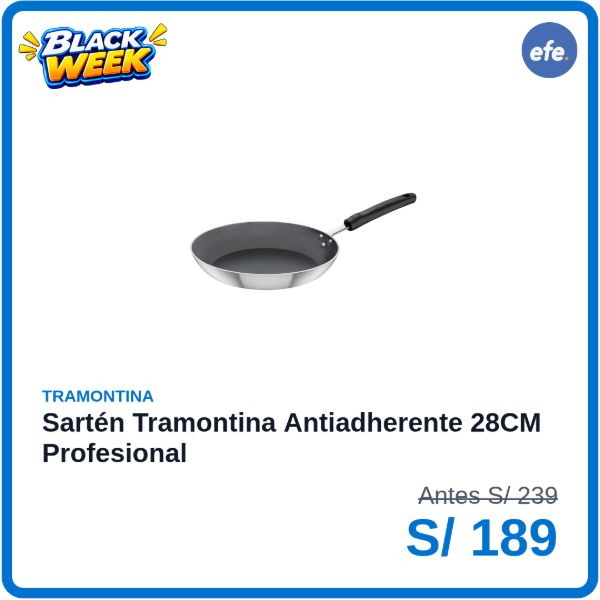 BLACK
WEEK
efe.
TRAMONTINA
Sartén Tramontina Antiadherente 28CM
Profesional
Antes S/ 239
S/ 189